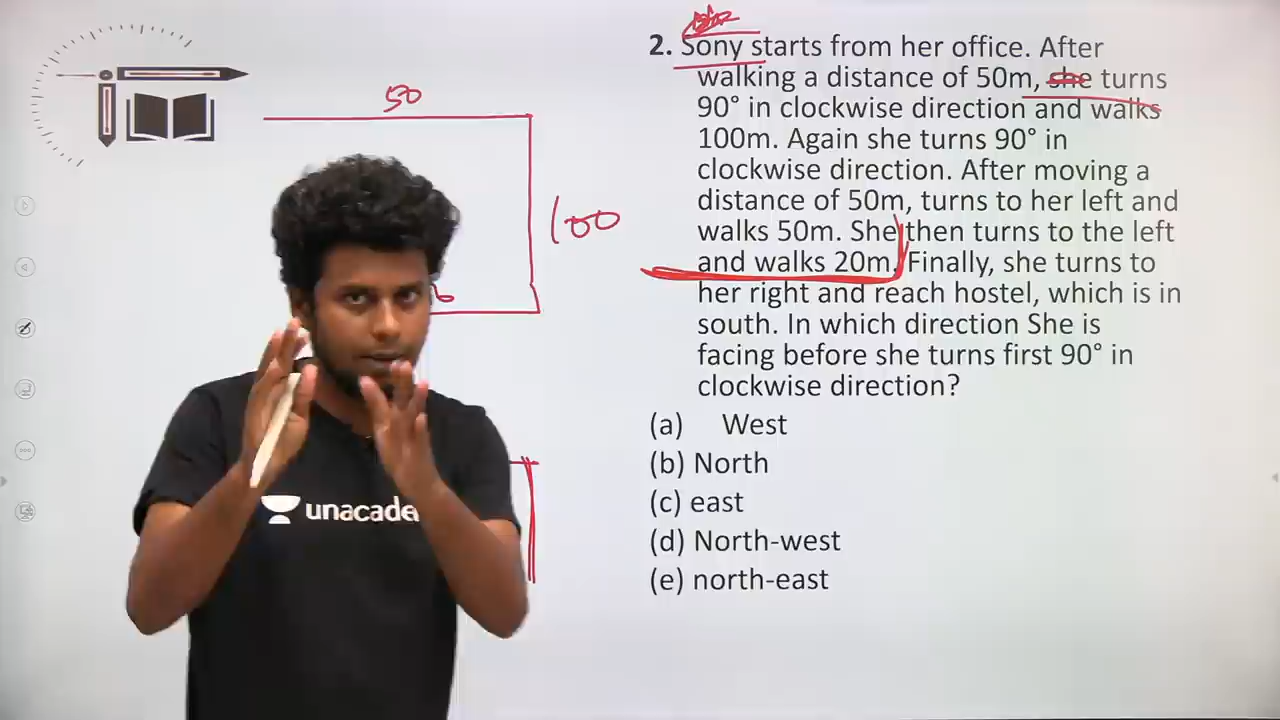 50
100
unacade
2. Sony starts from her office. After
walking a distance of 50m, she turns
90° in clockwise direction and walks
100m. Again she turns 90° in
clockwise direction. After moving a
distance of 50m, turns to her left and
walks 50m. She then turns to the left
and walks 20m. Finally, she turns to
her right and reach hostel, which is in
south. In which direction She is
facing before she turns first 90° in
clockwise direction?
(a) West
(b) North
(c) east
(d) North-west
(e) north-east